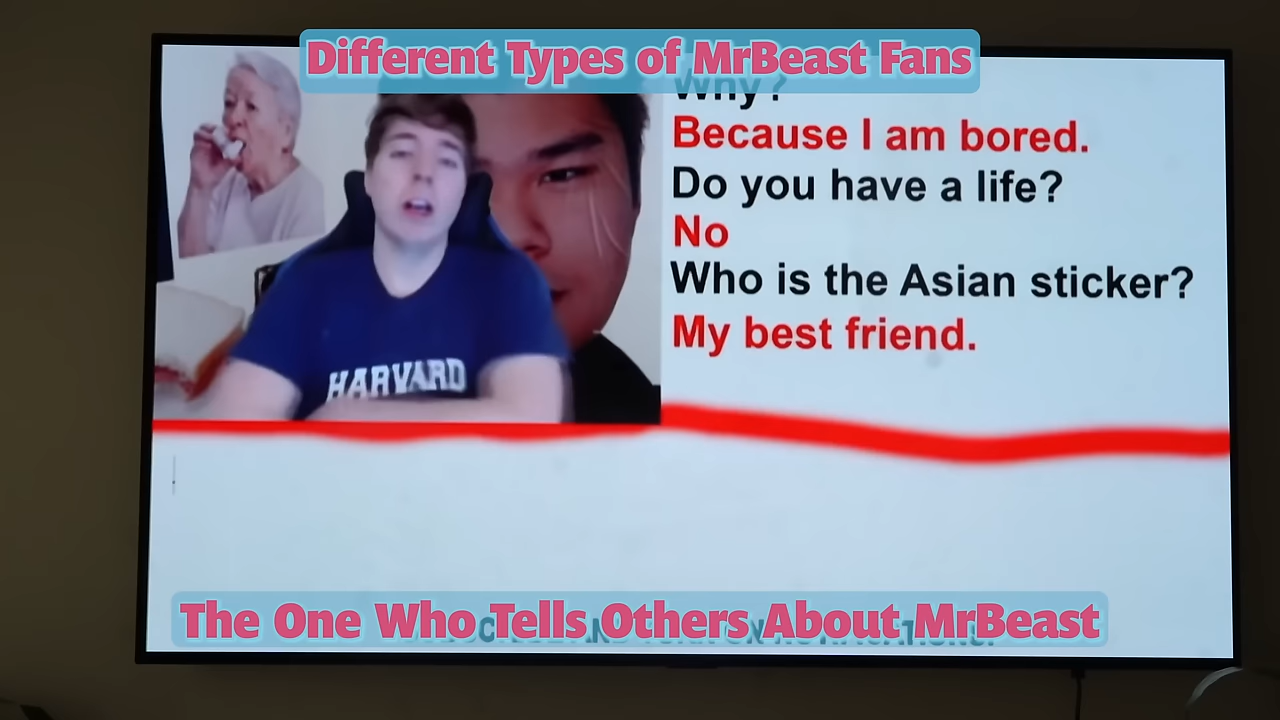 Different Types of MrBeast Fans
Why?
Because I am bored.
Do you have a life?
No
Who is the Asian sticker?
My best friend.
HARVARD
The One Who Tells Others About MrBeast